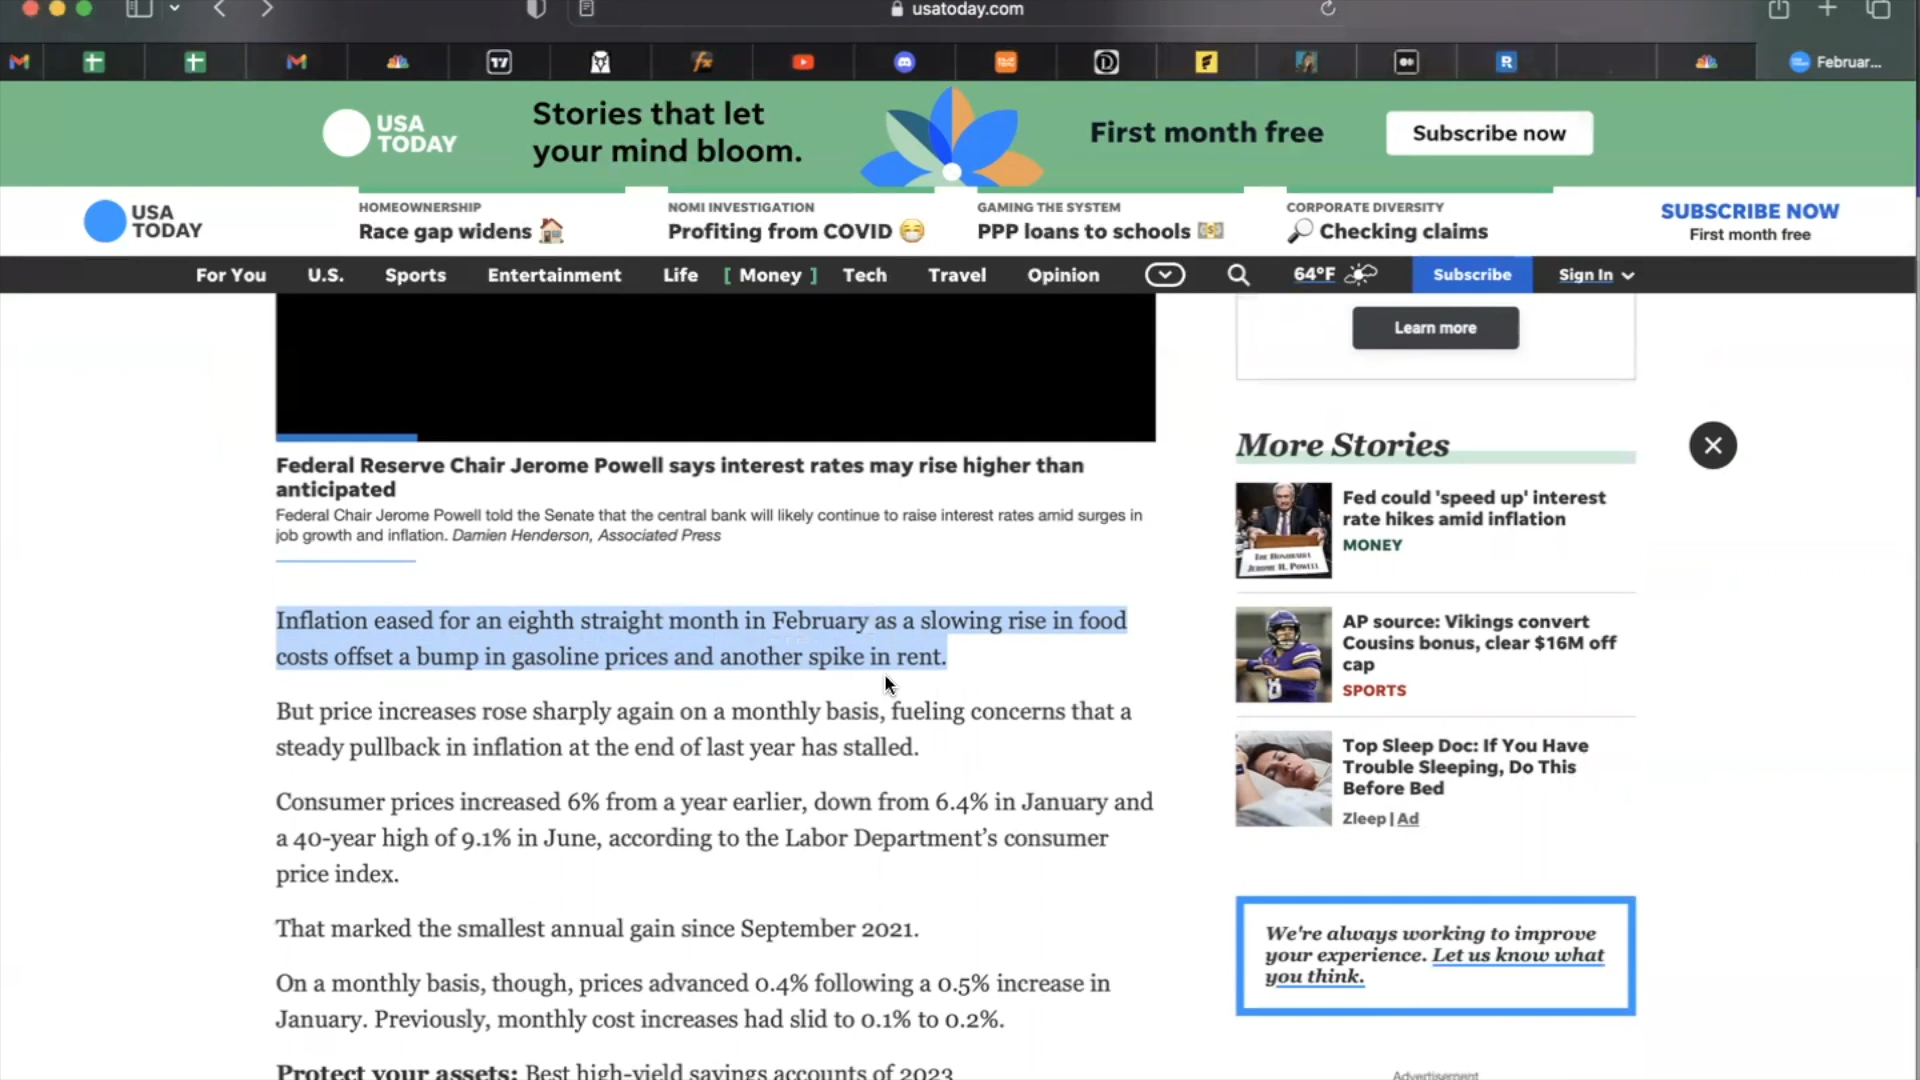 usatoday.com
Februar...
USA
TODAY
Stories that let
your mind bloom.
First month free
Subscribe now
USA
TODAY
HOMEOWNERSHIP
Race gap widens
NOMI INVESTIGATION
Profiting from COVID
GAMING THE SYSTEM
PPP loans to schools
CORPORATE DIVERSITY
Checking claims
SUBSCRIBE NOW
First month free
For You U.S. Sports Entertainment Life [ Money ] Tech Travel Opinion 64°F Subscribe Sign In
Learn more
Federal Reserve Chair Jerome Powell says interest rates may rise higher than
anticipated
Federal Chair Jerome Powell told the Senate that the central bank will likely continue to raise interest rates amid surges in
job growth and inflation. Damien Henderson, Associated Press
Inflation eased for an eighth straight month in February as a slowing rise in food
costs offset a bump in gasoline prices and another spike in rent.
But price increases rose sharply again on a monthly basis, fueling concerns that a
steady pullback in inflation at the end of last year has stalled.
Consumer prices increased 6% from a year earlier, down from 6.4% in January and
a 40-year high of 9.1% in June, according to the Labor Department's consumer
price index.
That marked the smallest annual gain since September 2021.
On a monthly basis, though, prices advanced 0.4% following a 0.5% increase in
January. Previously, monthly cost increases had slid to 0.1% to 0.2%.
Protect your assets: Best high-yield savings accounts of 2023
More Stories
Fed could 'speed up' interest
rate hikes amid inflation
MONEY
THE HONORABLE
JEROME H. POWELL
AP source: Vikings convert
Cousins bonus, clear $16M off
cap
SPORTS
8
Top Sleep Doc: If You Have
Trouble Sleeping, Do This
Before Bed
Zleep | Ad
We're always working to improve
your experience. Let us know what
you think.
Advertisement